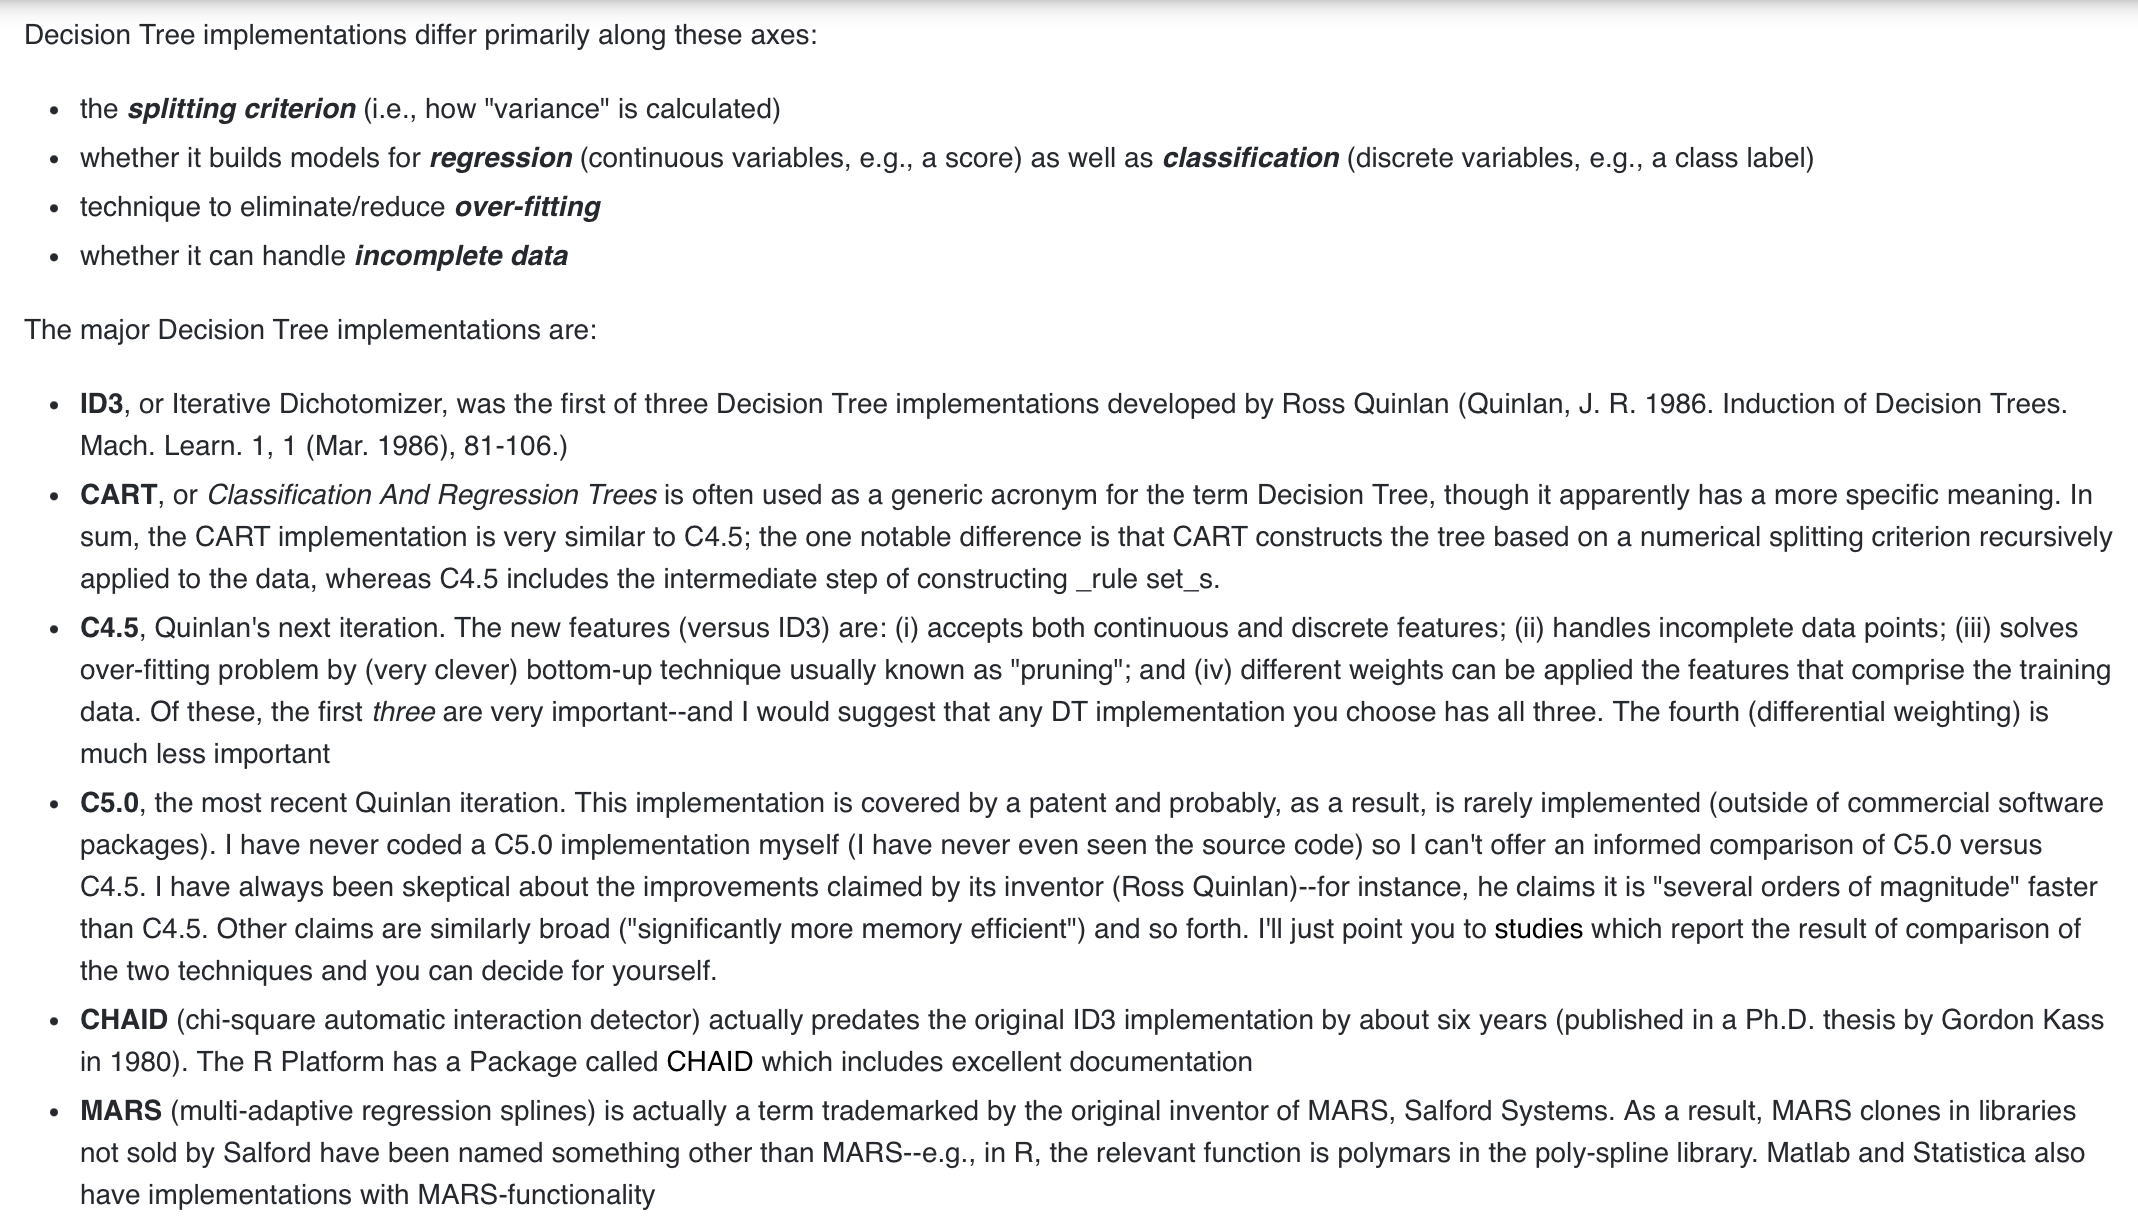 Decision Tree implementations differ primarily along these axes:
• the splitting criterion (i.e., how "variance" is calculated)
• whether it builds models for regression (continuous variables, e.g., a score) as well as classification (discrete variables, e.g., a class label)
• technique to eliminate/reduce over-fitting
• whether it can handle incomplete data
The major Decision Tree implementations are:
• ID3, or Iterative Dichotomizer, was the first of three Decision Tree implementations developed by Ross Quinlan (Quinlan, J. R. 1986. Induction of Decision Trees.
Mach. Learn. 1, 1 (Mar. 1986), 81-106.)
• CART, or Classification And Regression Trees is often used as a generic acronym for the term Decision Tree, though it apparently has a more specific meaning. In
sum, the CART implementation is very similar to C4.5; the one notable difference is that CART constructs the tree based on a numerical splitting criterion recursively
applied to the data, whereas C4.5 includes the intermediate step of constructing _rule set_s.
• C4.5, Quinlan's next iteration. The new features (versus ID3) are: (i) accepts both continuous and discrete features; (ii) handles incomplete data points; (iii) solves
over-fitting problem by (very clever) bottom-up technique usually known as "pruning"; and (iv) different weights can be applied the features that comprise the training
data. Of these, the first three are very important--and I would suggest that any DT implementation you choose has all three. The fourth (differential weighting) is
much less important
• C5.0, the most recent Quinlan iteration. This implementation is covered by a patent and probably, as a result, is rarely implemented (outside of commercial software
packages). I have never coded a C5.0 implementation myself (I have never even seen the source code) so I can't offer an informed comparison of C5.0 versus
C4.5. I have always been skeptical about the improvements claimed by its inventor (Ross Quinlan)--for instance, he claims it is "several orders of magnitude" faster
than C4.5. Other claims are similarly broad ("significantly more memory efficient") and so forth. I'll just point you to studies which report the result of comparison of
the two techniques and you can decide for yourself.
• CHAID (chi-square automatic interaction detector) actually predates the original ID3 implementation by about six years (published in a Ph.D. thesis by Gordon Kass
in 1980). The R Platform has a Package called CHAID which includes excellent documentation
• MARS (multi-adaptive regression splines) is actually a term trademarked by the original inventor of MARS, Salford Systems. As a result, MARS clones in libraries
not sold by Salford have been named something other than MARS--e.g., in R, the relevant function is polymars in the poly-spline library. Matlab and Statistica also
have implementations with MARS-functionality